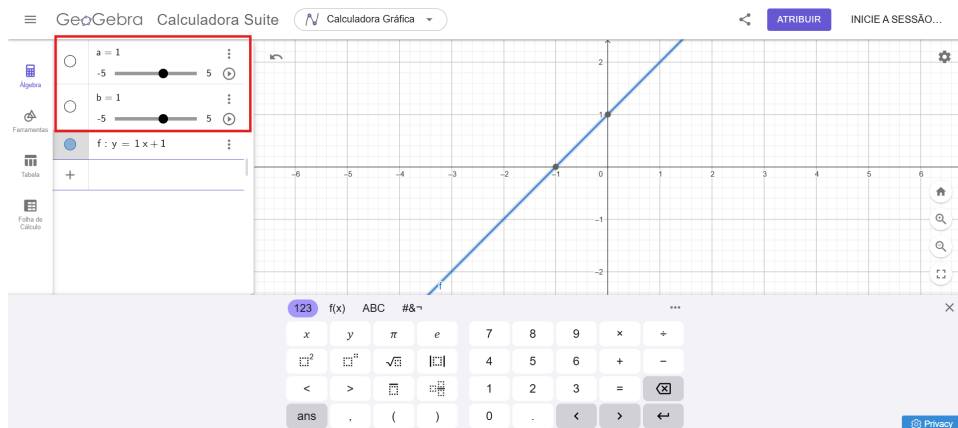 GeoGebra Calculadora Suite
Calculadora Gráfica
ATRIBUIR
INICIE A SESSÃO...
Álgebra
Ferramentas
Tabela
Folha de
Cálculo
a = 1
-5 5
b = 1
-5 5
f : y = 1 x + 1
+
2
1
-6 -5 -4 -3 -2 -1 0 1 2 3 4 5 6
-1
-2
f
123 f(x) ABC #&¬ ...
x y π e 7 8 9 × ÷
2 n √ 4 5 6 + −
< > 1 2 3 =
ans , ( ) 0 . < >
Privacy